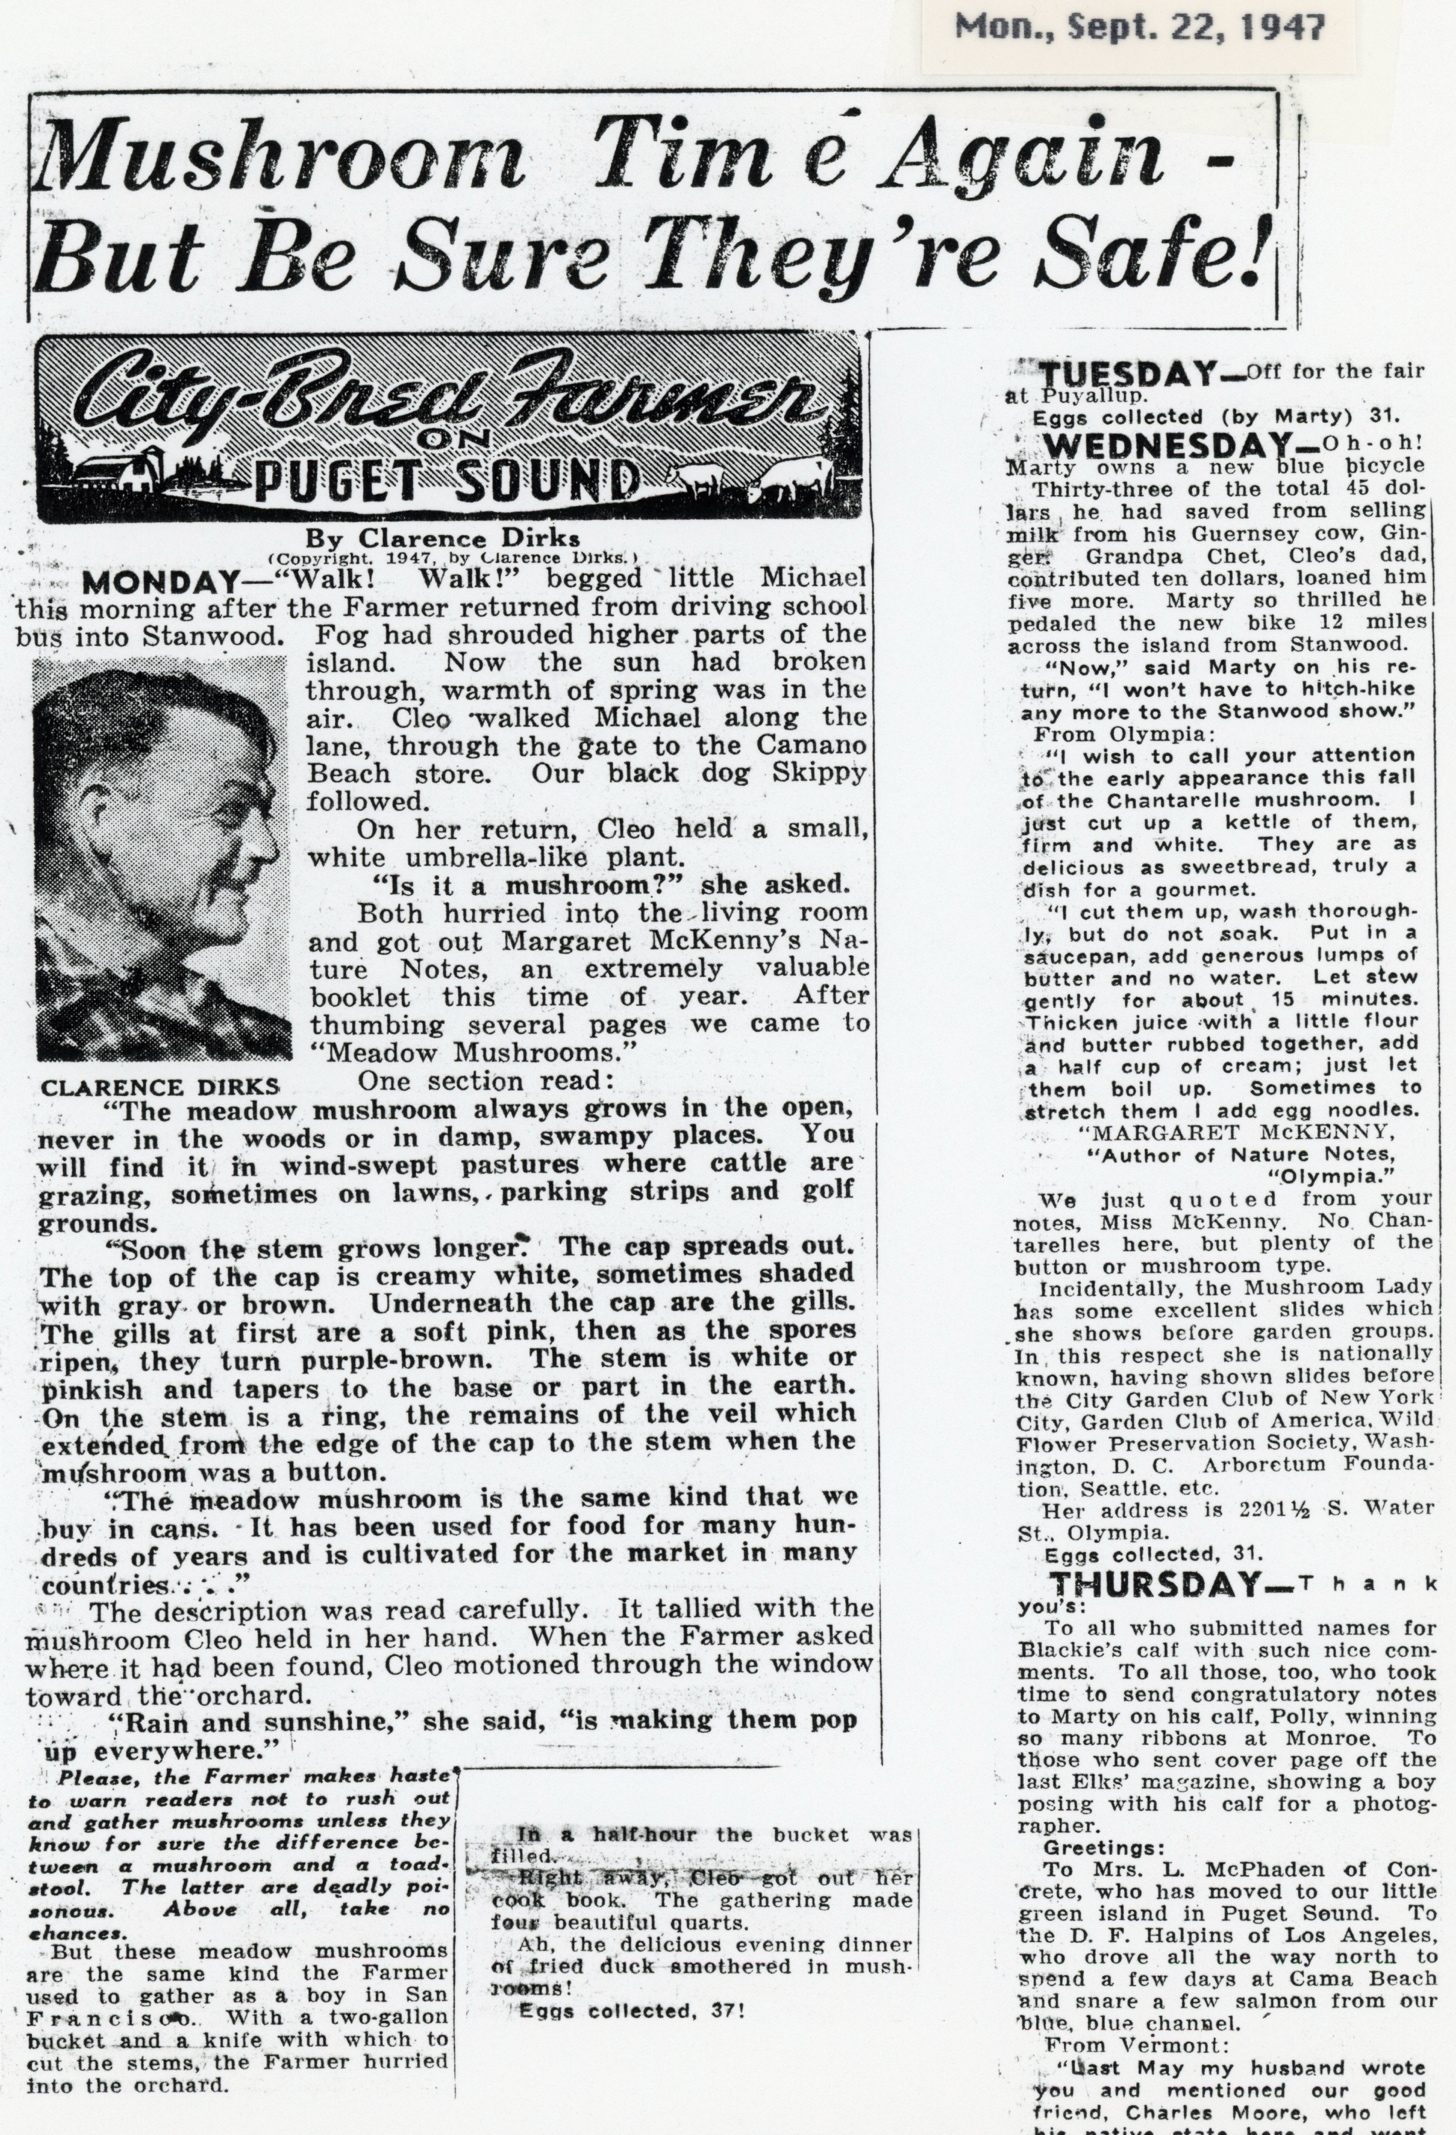 Mon., Sept. 22, 1947
Mushroom Time Again -
But Be Sure They're Safe!
City-Bred Farmer
ON
PUGET SOUND
By Clarence Dirks
(Copyright, 1947, by Clarence Dirks.)
MONDAY—“Walk! Walk!” begged little Michael
this morning after the Farmer returned from driving school
bus into Stanwood. Fog had shrouded higher parts of the
island. Now the sun had broken
through, warmth of spring was in the
air. Cleo walked Michael along the
lane, through the gate to the Camano
Beach store. Our black dog Skippy
followed.
On her return, Cleo held a small,
white umbrella-like plant.
“Is it a mushroom?” she asked.
Both hurried into the living room
and got out Margaret McKenny's Na-
ture Notes, an extremely valuable
booklet this time of year. After
thumbing several pages we came to
“Meadow Mushrooms.”
CLARENCE DIRKS
One section read:
“The meadow mushroom always grows in the open,
never in the woods or in damp, swampy places. You
will find it in wind-swept pastures where cattle are
grazing, sometimes on lawns, parking strips and golf
grounds.
“Soon the stem grows longer. The cap spreads out.
The top of the cap is creamy white, sometimes shaded
with gray or brown. Underneath the cap are the gills.
The gills at first are a soft pink, then as the spores
ripen, they turn purple-brown. The stem is white or
pinkish and tapers to the base or part in the earth.
On the stem is a ring, the remains of the veil which
extended from the edge of the cap to the stem when the
mushroom was a button.
“The meadow mushroom is the same kind that we
buy in cans. It has been used for food for many hun-
dreds of years and is cultivated for the market in many
countries. . . .”
The description was read carefully. It tallied with the
mushroom Cleo held in her hand. When the Farmer asked
where it had been found, Cleo motioned through the window
toward the orchard.
“Rain and sunshine,” she said, “is making them pop
up everywhere.”
Please, the Farmer makes haste
to warn readers not to rush out
and gather mushrooms unless they
know for sure the difference be-
tween a mushroom and a toad-
stool. The latter are deadly poi-
sonous. Above all, take no
chances.
But these meadow mushrooms
are the same kind the Farmer
used to gather as a boy in San
Francisco. With a two-gallon
bucket and a knife with which to
cut the stems, the Farmer hurried
into the orchard.
In a half-hour the bucket was
filled.
Right away, Cleo got out her
cook book. The gathering made
four beautiful quarts.
Ah, the delicious evening dinner
of fried duck smothered in mush-
rooms!
Eggs collected, 37!
TUESDAY—Off for the fair
at Puyallup.
Eggs collected (by Marty) 31.
WEDNESDAY—Oh-oh!
Marty owns a new blue bicycle
Thirty-three of the total 45 dol-
lars he had saved from selling
milk from his Guernsey cow, Gin-
ger. Grandpa Chet, Cleo's dad,
contributed ten dollars, loaned him
five more. Marty so thrilled he
pedaled the new bike 12 miles
across the island from Stanwood.
“Now,” said Marty on his re-
turn, “I won't have to hitch-hike
any more to the Stanwood show.”
From Olympia:
“I wish to call your attention
to the early appearance this fall
of the Chantarelle mushroom. I
just cut up a kettle of them,
firm and white. They are as
delicious as sweetbread, truly a
dish for a gourmet.
“I cut them up, wash thorough-
ly, but do not soak. Put in a
saucepan, add generous lumps of
butter and no water. Let stew
gently for about 15 minutes.
Thicken juice with a little flour
and butter rubbed together, add
a half cup of cream; just let
them boil up. Sometimes to
stretch them I add egg noodles.
“MARGARET McKENNY,
“Author of Nature Notes,
“Olympia.”
We just quoted from your
notes, Miss McKenny. No Chan-
tarelles here, but plenty of the
button or mushroom type.
Incidentally, the Mushroom Lady
has some excellent slides which
she shows before garden groups.
In this respect she is nationally
known, having shown slides before
the City Garden Club of New York
City, Garden Club of America, Wild
Flower Preservation Society, Wash-
ington, D. C. Arboretum Founda-
tion, Seattle, etc.
Her address is 2201½ S. Water
St., Olympia.
Eggs collected, 31.
THURSDAY—Thank
you's:
To all who submitted names for
Blackie's calf with such nice com-
ments. To all those, too, who took
time to send congratulatory notes
to Marty on his calf, Polly, winning
so many ribbons at Monroe. To
those who sent cover page off the
last Elks' magazine, showing a boy
posing with his calf for a photog-
rapher.
Greetings:
To Mrs. L. McPhaden of Con-
crete, who has moved to our little
green island in Puget Sound. To
the D. F. Halpins of Los Angeles,
who drove all the way north to
spend a few days at Cama Beach
and snare a few salmon from our
blue, blue channel.
From Vermont:
“Last May my husband wrote
you and mentioned our good
friend, Charles Moore, who left
his native state here and went